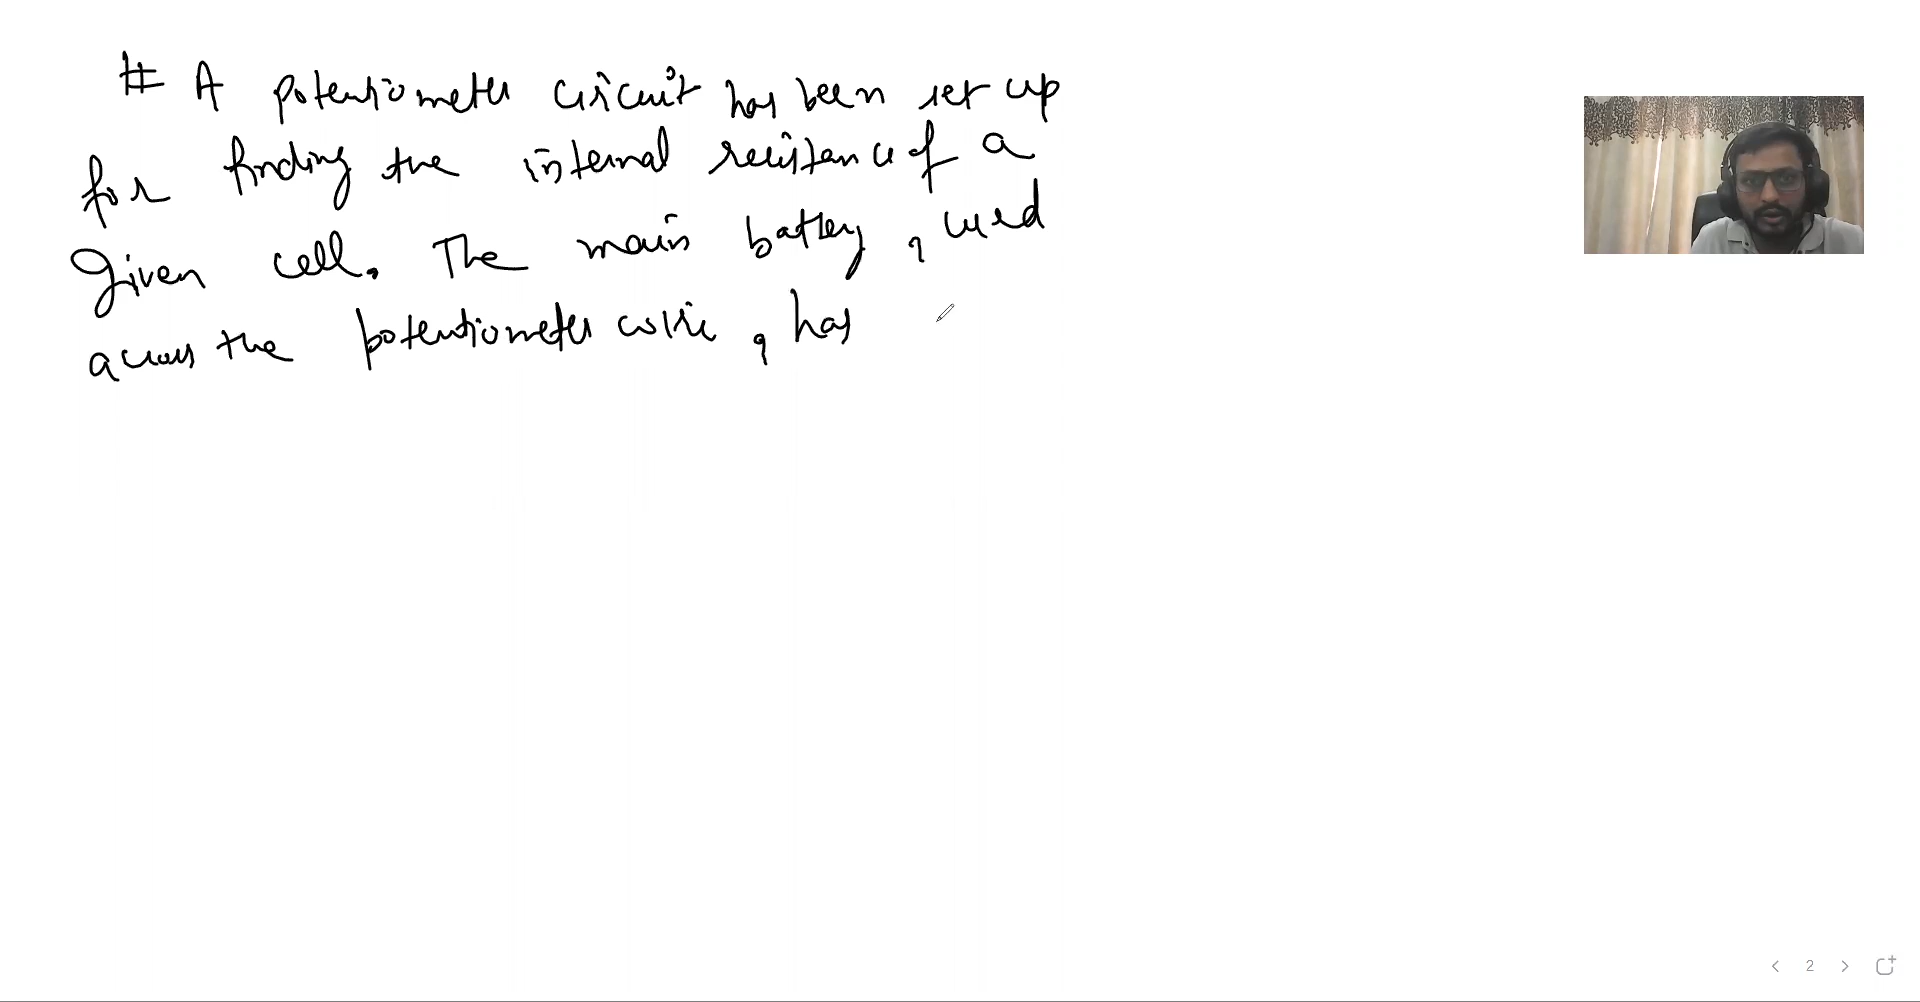 # A potentiometer circuit has been set up
for finding the internal resistance of a
given cell. The main battery, used
across the potentiometer wire, has
2